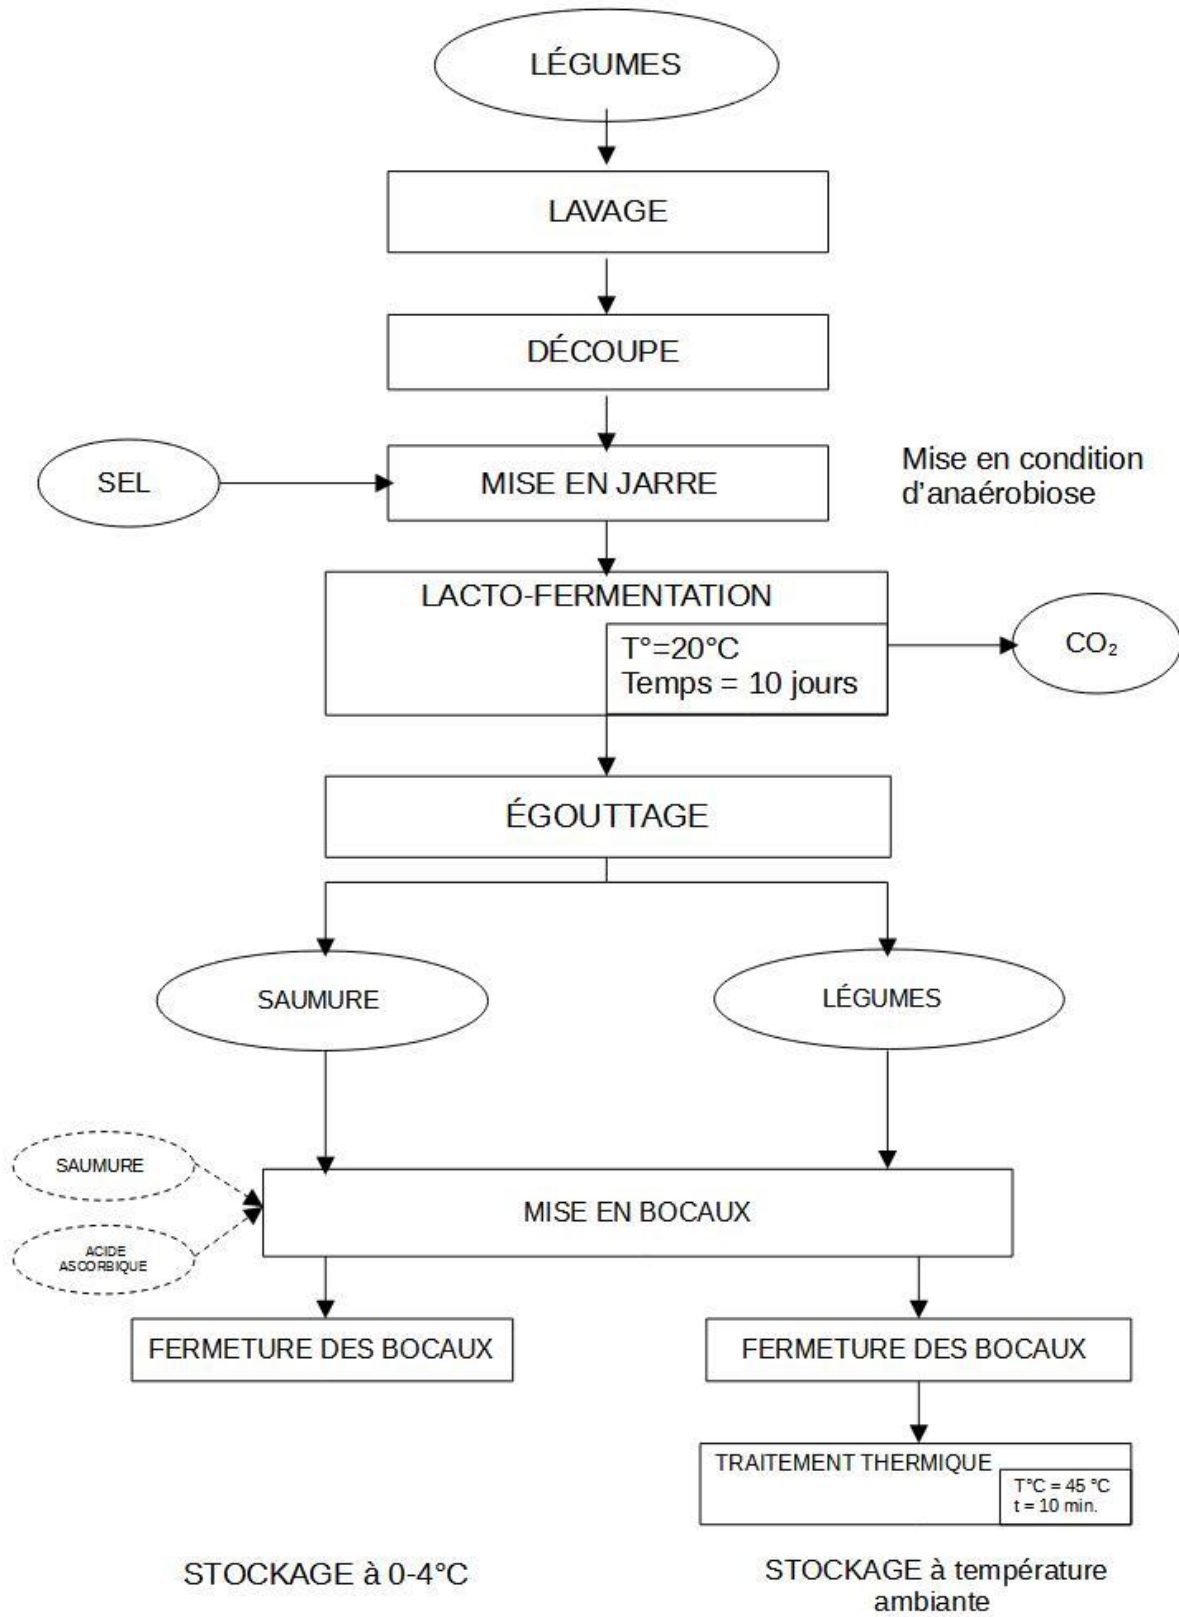 LÉGUMES
LAVAGE
DÉCOUPE
SEL
MISE EN JARRE
Mise en condition
d’anaérobiose
LACTO-FERMENTATION
T°=20°C
Temps = 10 jours
CO₂
ÉGOUTTAGE
SAUMURE
LÉGUMES
SAUMURE
ACIDE
ASCORBIQUE
MISE EN BOCAUX
FERMETURE DES BOCAUX
FERMETURE DES BOCAUX
TRAITEMENT THERMIQUE
T°C = 45 °C
t = 10 min.
STOCKAGE à 0-4°C
STOCKAGE à température
ambiante